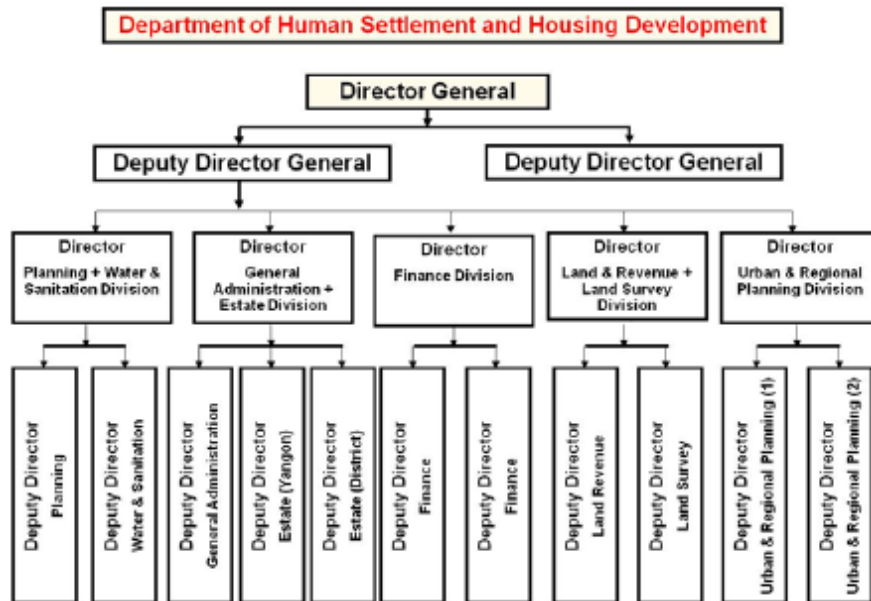 Department of Human Settlement and Housing Development
Director General
Deputy Director General
Deputy Director General
Director
Planning + Water &
Sanitation Division
Director
General
Administration +
Estate Division
Director
Finance Division
Director
Land & Revenue +
Land Survey
Division
Director
Urban & Regional
Planning Division
Deputy Director
Planning
Deputy Director
Water & Sanitation
Deputy Director
General Administration
Deputy Director
Estate (Yangon)
Deputy Director
Estate (District)
Deputy Director
Finance
Deputy Director
Finance
Deputy Director
Land Revenue
Deputy Director
Land Survey
Deputy Director
Urban & Regional Planning (1)
Deputy Director
Urban & Regional Planning (2)